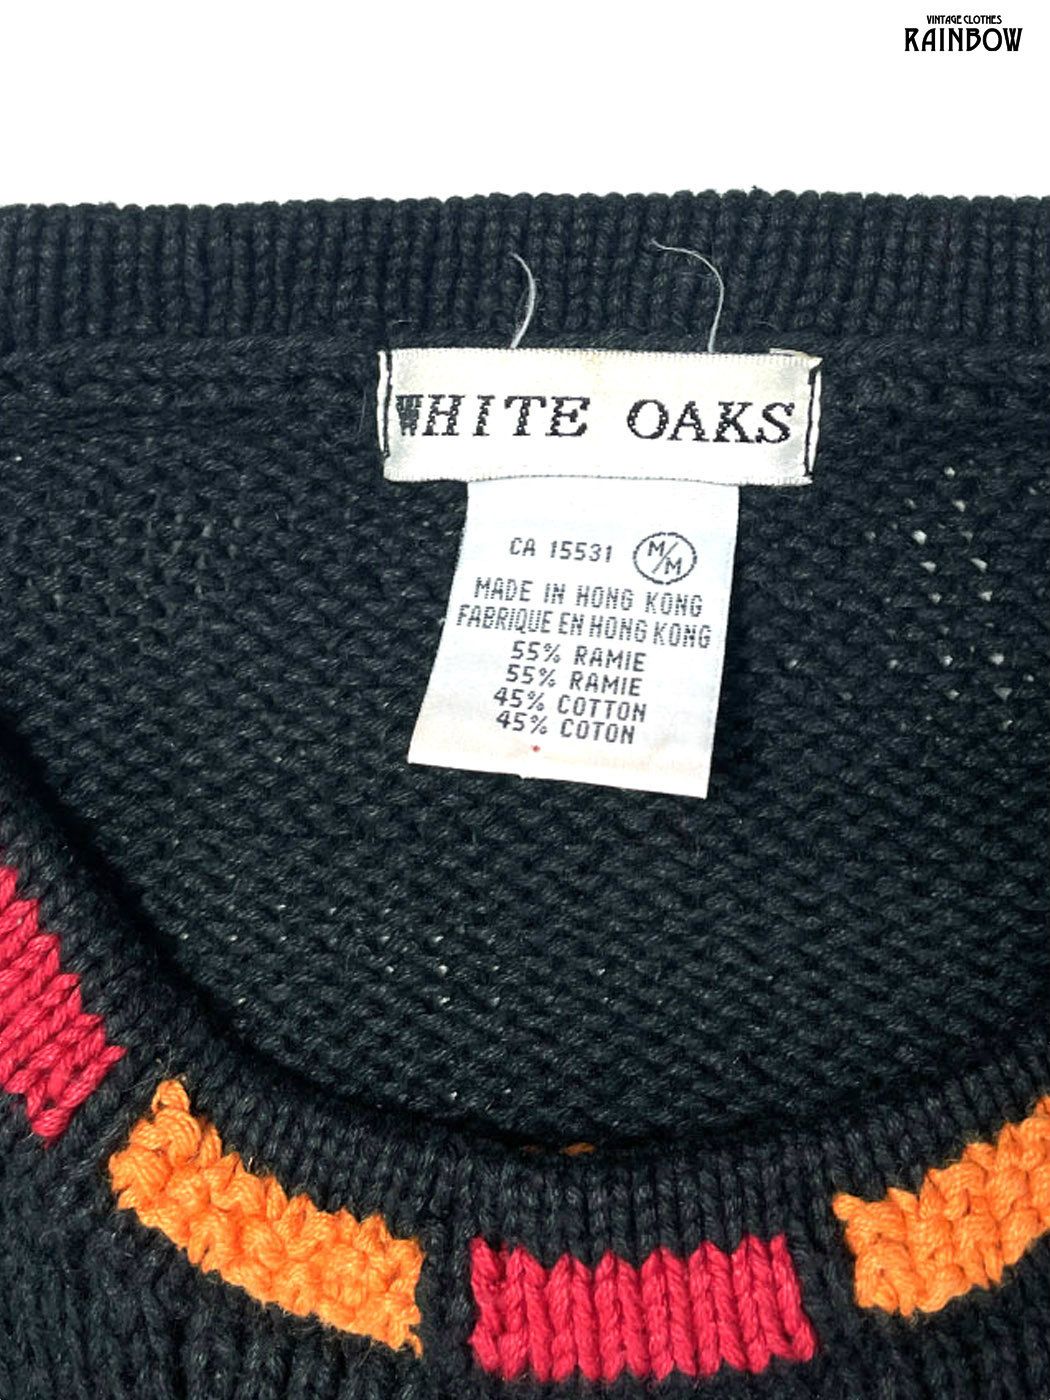 VINTAGE CLOTHES
RAINBOW
WHITE OAKS
CA 15531 M/M
MADE IN HONG KONG
FABRIQUE EN HONG KONG
55% RAMIE
55% RAMIE
45% COTTON
45% COTON